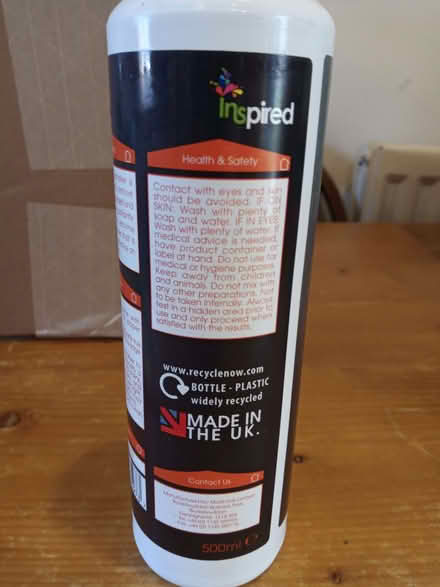 inspired
Health & Safety
Contact with eyes and skin
should be avoided. IF ON
SKIN: Wash with plenty of
soap and water. IF IN EYES:
Wash with plenty of water. If
medical advice is needed,
have product container or
label at hand. Do not use for
medical or hygiene purposes.
Keep away from children
and animals. Do not mix with
any other preparations. Not
to be taken internally. Always
test in a hidden area prior to
use and only proceed when
satisfied with the results.
www.recyclenow.com
BOTTLE - PLASTIC
widely recycled
MADE IN
THE UK.
Contact Us
500ml e